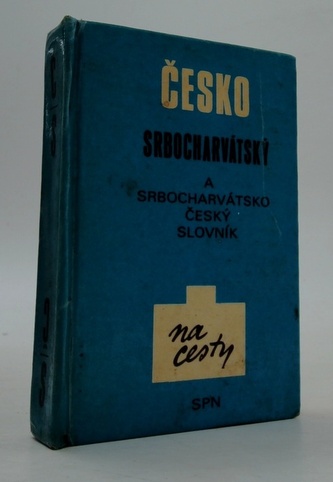 ČESKO
SRBOCHARVÁTSKÝ
A
SRBOCHARVÁTSKO
ČESKÝ
SLOVNÍK
na
cesty
SPN